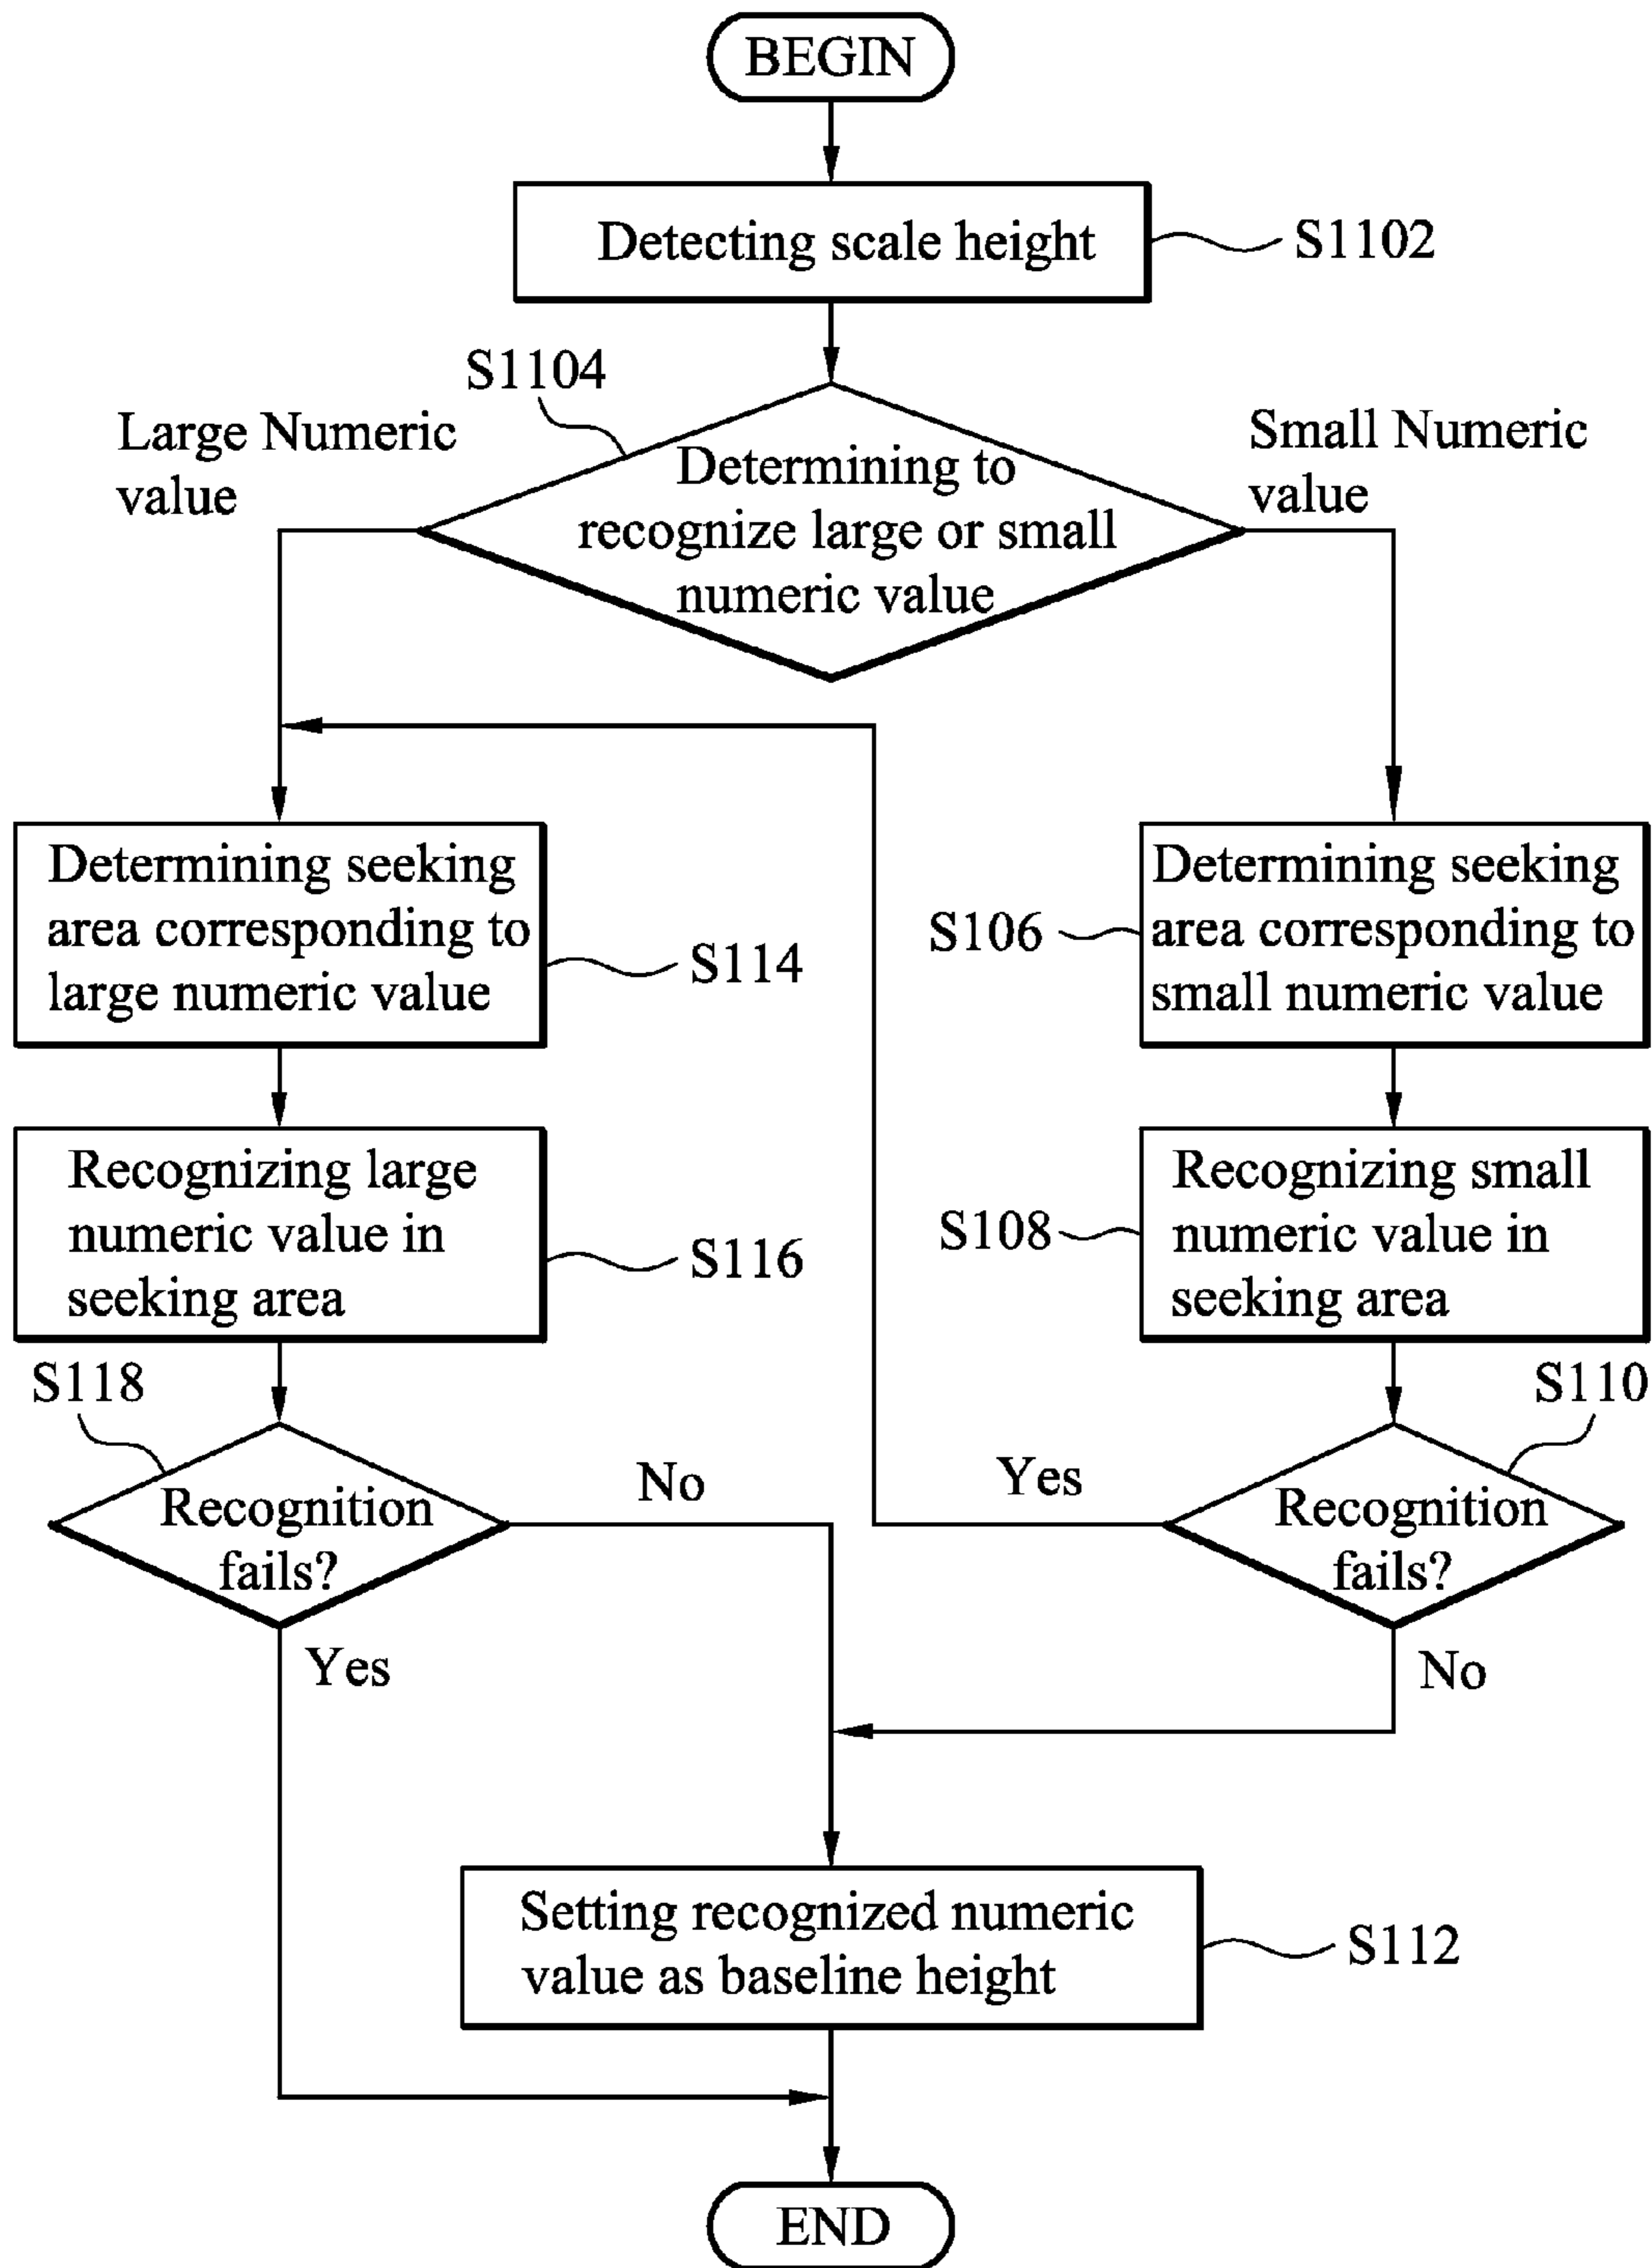 BEGIN
Detecting scale height
S1102
S1104
Large Numeric
value
Determining to
recognize large or small
numeric value
Small Numeric
value
Determining seeking
area corresponding to
large numeric value
S114
S106
Determining seeking
area corresponding to
small numeric value
Recognizing large
numeric value in
seeking area
S116
S108
Recognizing small
numeric value in
seeking area
S118
Recognition
fails?
No
Yes
S110
Recognition
fails?
Yes
No
Setting recognized numeric
value as baseline height
S112
END